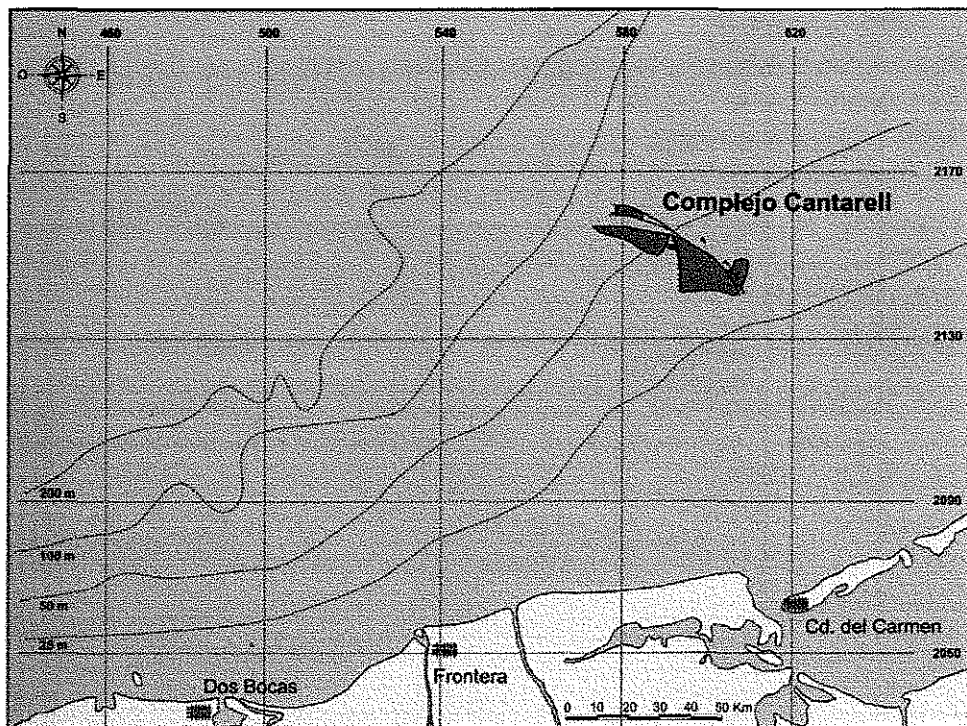 N 460 500 540 580 620
O E
S
2170
Complejo Cantarell
2130
200 m 2090
100 m
50 m
Cd. del Carmen
25 m 2050
Frontera
Dos Bocas
0 10 20 30 40 50 Km